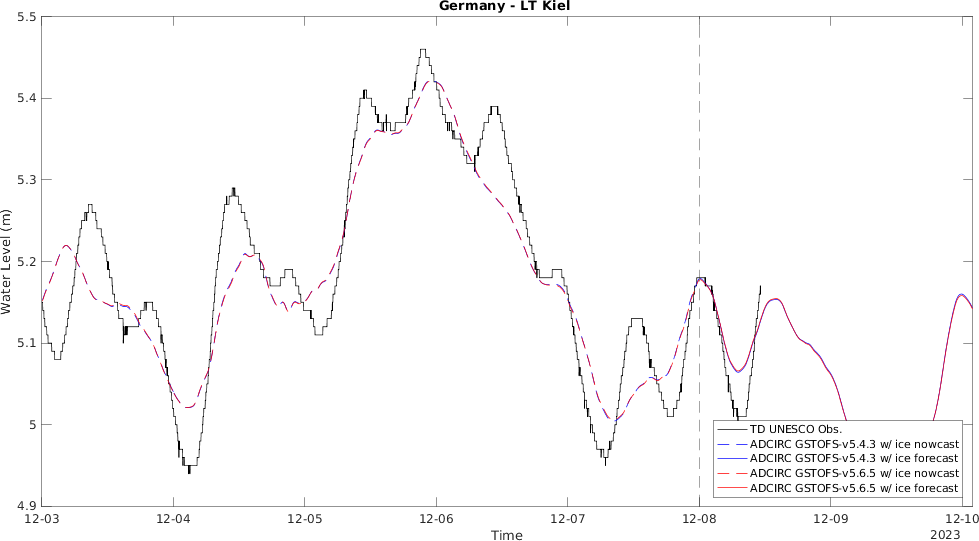 Germany - LT Kiel
5.5
5.4
5.3
5.2
5.1
5
4.9
Water Level (m)
12-03
12-04
12-05
12-06
12-07
12-08
12-09
12-10
Time
2023
TD UNESCO Obs.
ADCIRC GSTOFS-v5.4.3 w/ ice nowcast
ADCIRC GSTOFS-v5.4.3 w/ ice forecast
ADCIRC GSTOFS-v5.6.5 w/ ice nowcast
ADCIRC GSTOFS-v5.6.5 w/ ice forecast